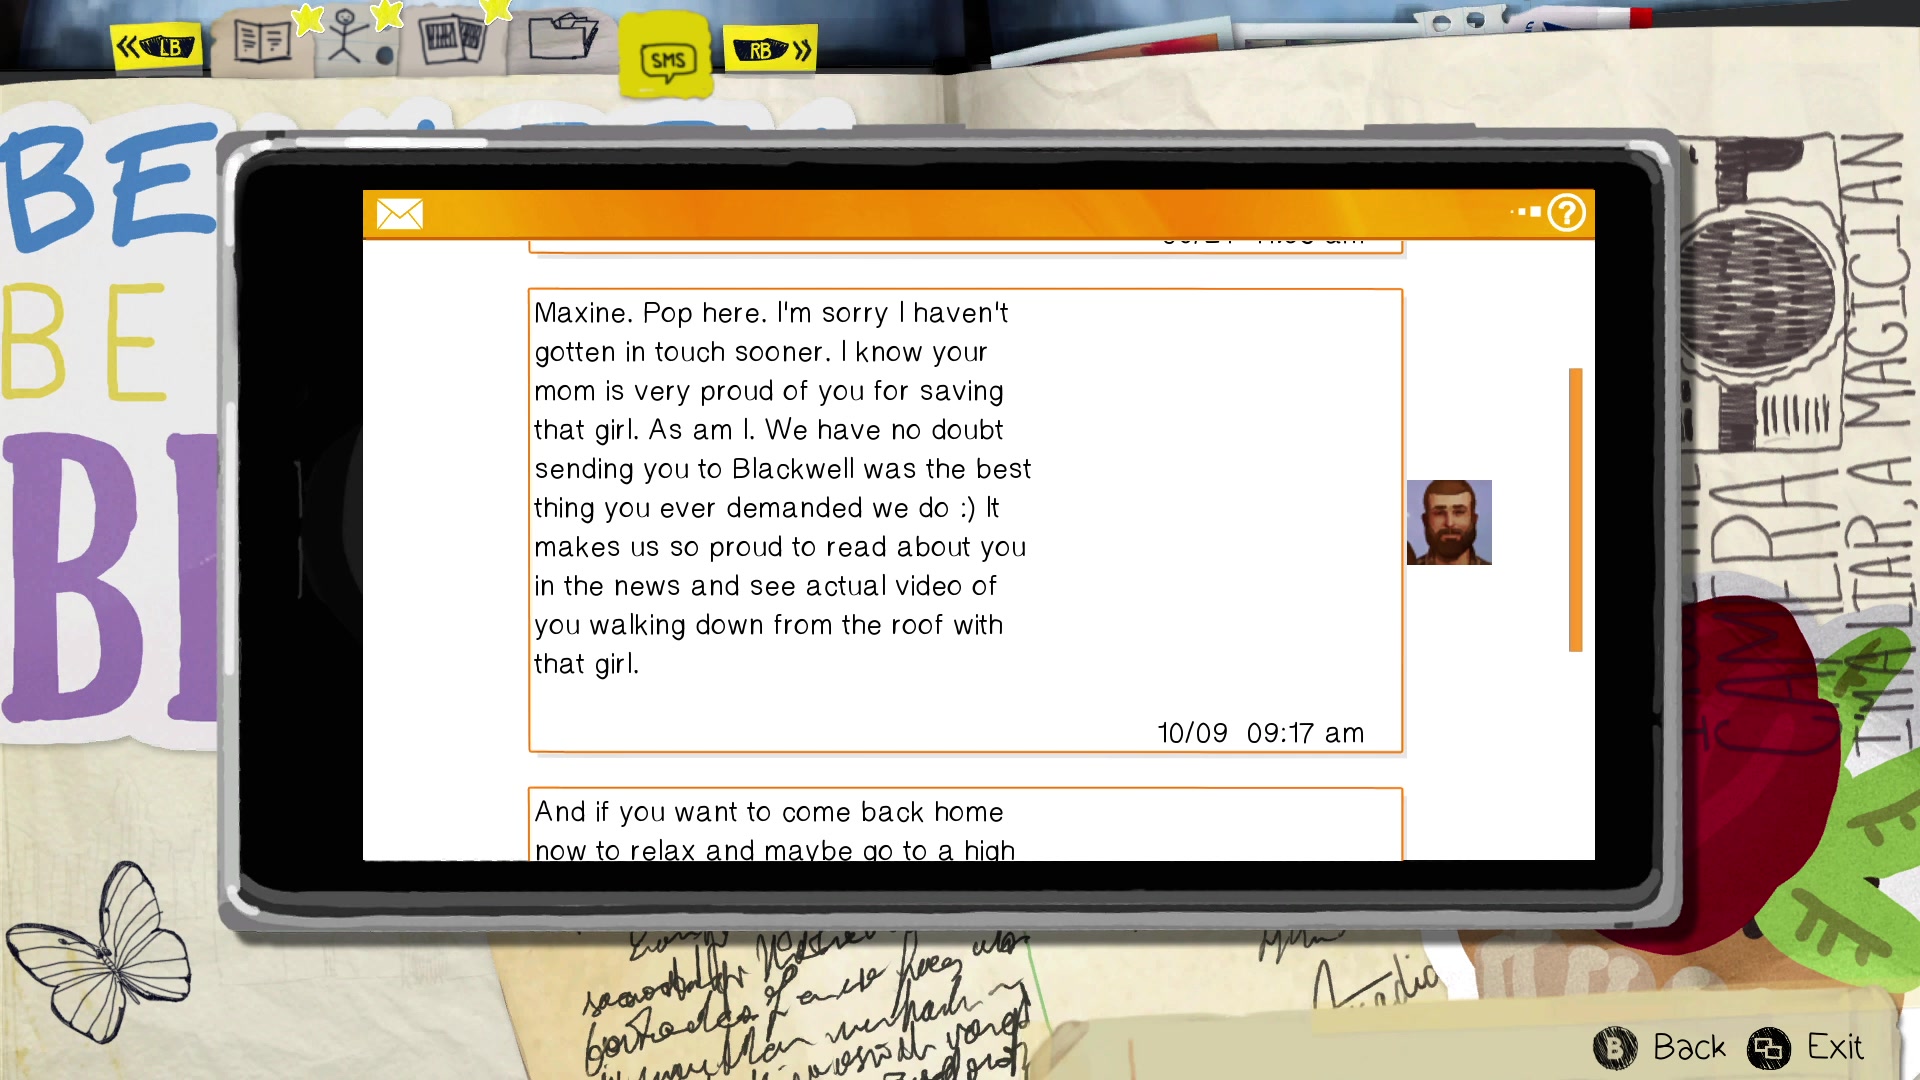 LB
SMS
RB
BE
BE
Maxine. Pop here. I'm sorry I haven't
gotten in touch sooner. I know your
mom is very proud of you for saving
that girl. As am I. We have no doubt
sending you to Blackwell was the best
thing you ever demanded we do :) It
makes us so proud to read about you
in the news and see actual video of
you walking down from the roof with
that girl.
10/09 09:17 am
And if you want to come back home
now to relax and maybe go to a high
?
CAMERA
I'M A LIAR, A MAGICIAN
B Back
Exit